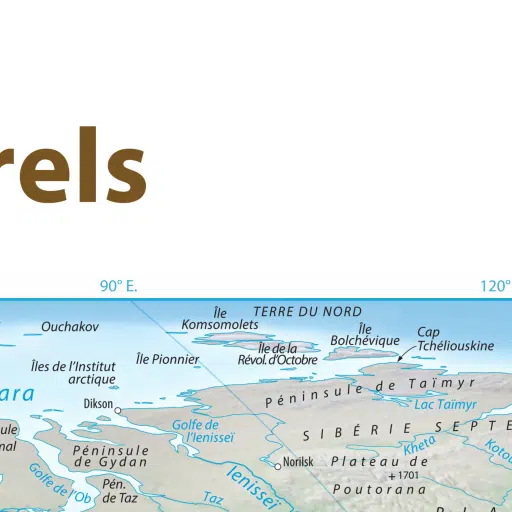 rels
90° E.
120°
Ouchakov
Île
Komsomolets
TERRE DU NORD
Île
Bolchévique
Cap
Tchéliouskine
Île de la
Révol. d'Octobre
Île Pionnier
Îles de l'Institut
arctique
ara
Péninsule de Taïmyr
Dikson
Lac Taïmyr
Golfe de
l'Ienisseï
SIBÉRIE SEPTE
ule
nal
Péninsule
de Gydan
Kheta
Kotou
Norilsk
Plateau de
Poutorana
+1701
Golfe de l'Ob
Pén.
de Taz
Taz
Ienisseï